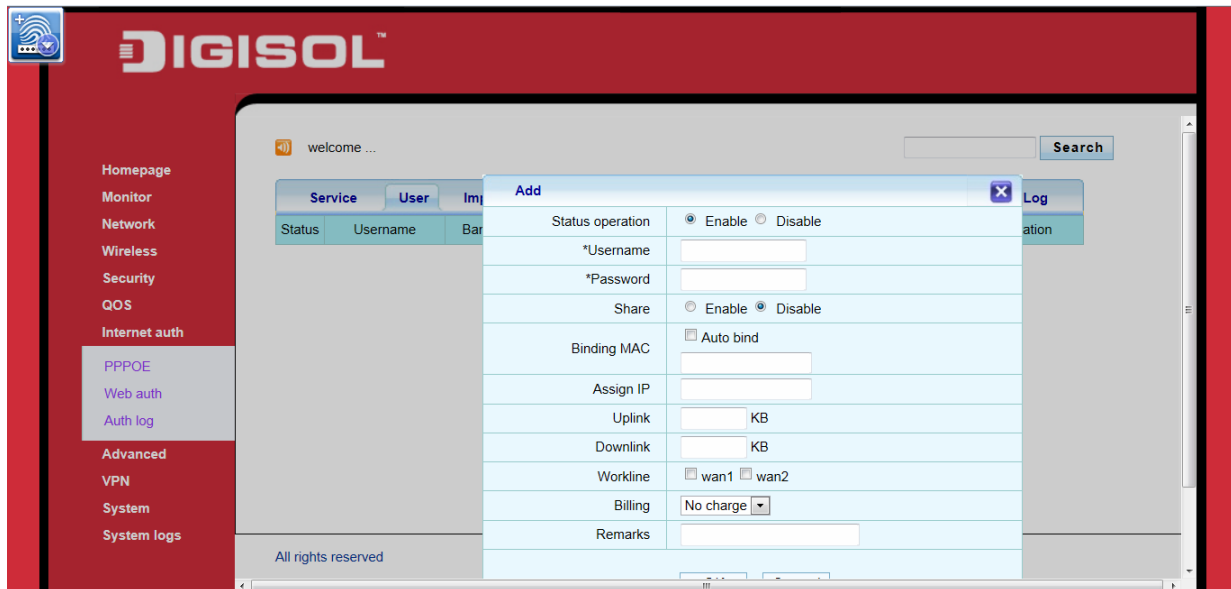 DIGISOL™
welcome ...
Search
Homepage
Monitor
Network
Wireless
Security
QOS
Internet auth
PPPOE
Web auth
Auth log
Advanced
VPN
System
System logs
Service User Log
Status Username
Add
Status operation Enable Disable
*Username
*Password
Share Enable Disable
Binding MAC Auto bind
Assign IP
Uplink KB
Downlink KB
Workline wan1 wan2
Billing No charge
Remarks
All rights reserved